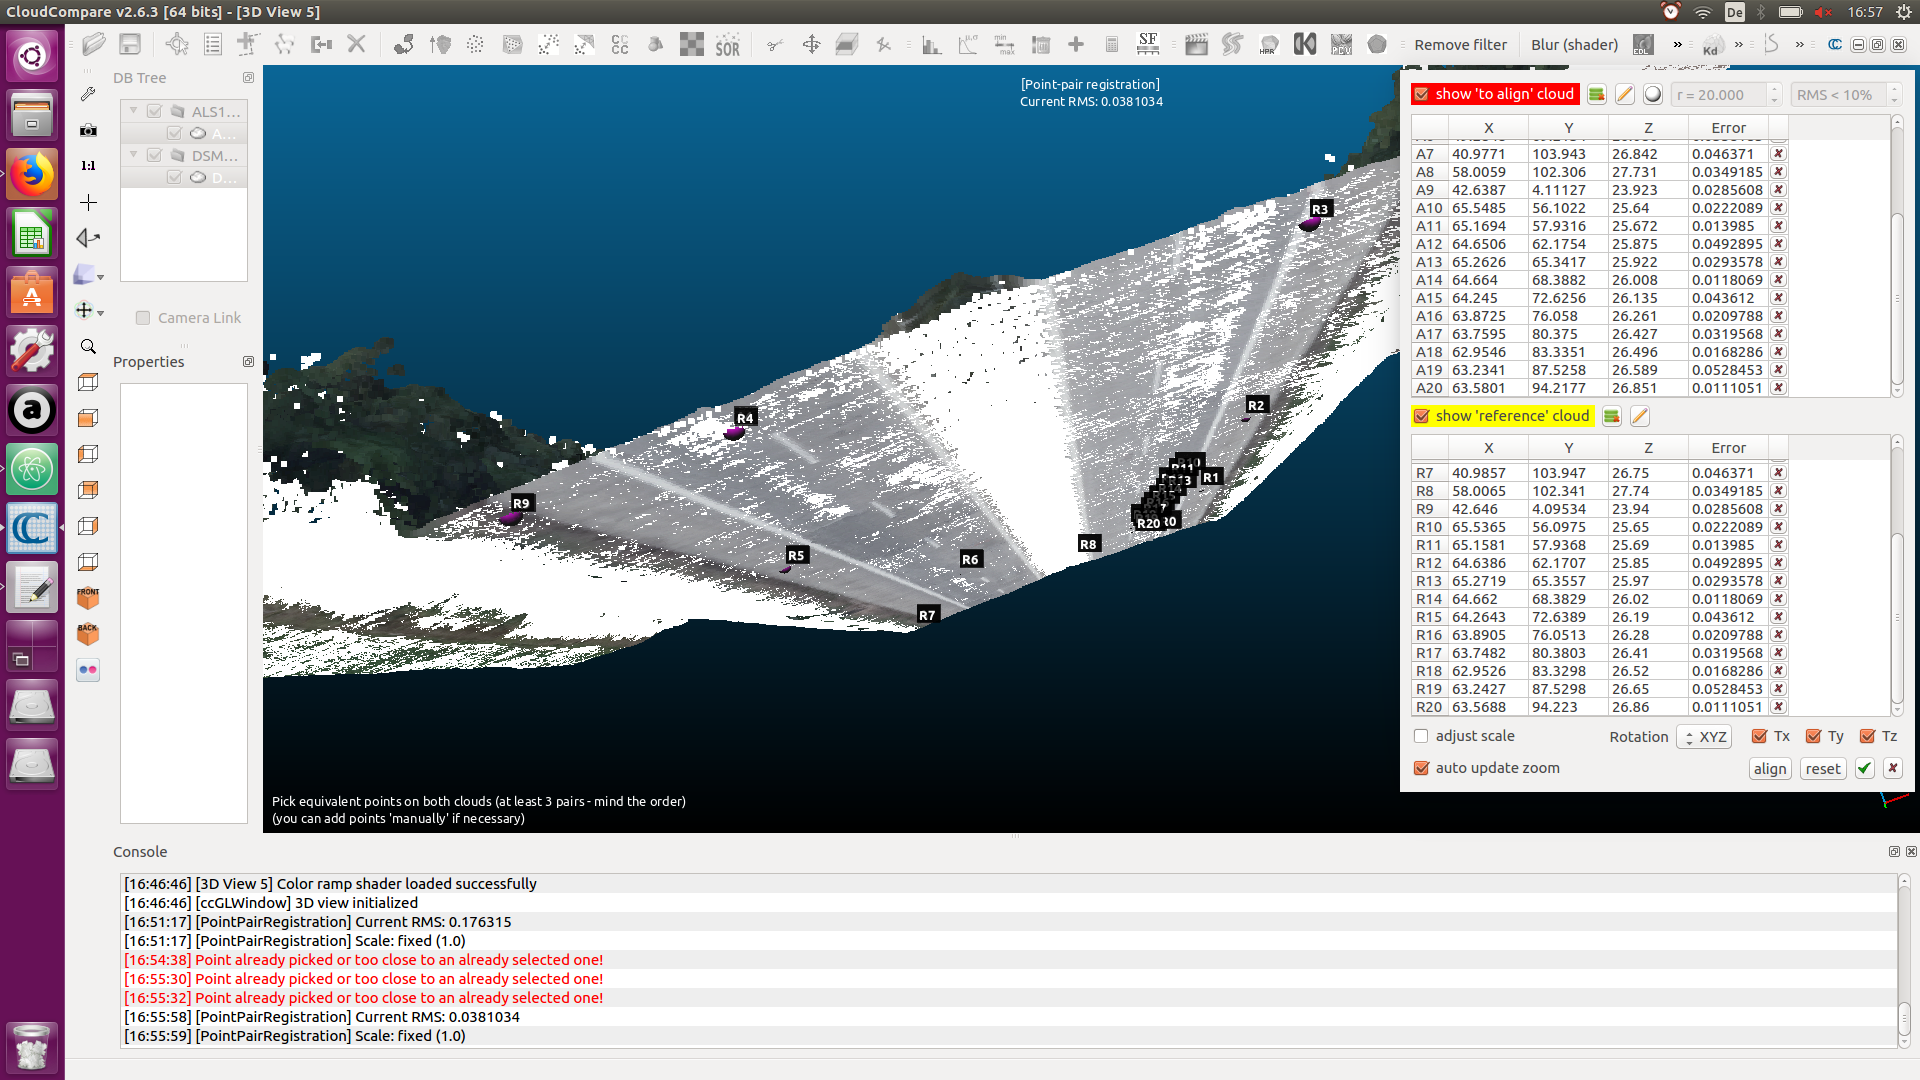 CloudCompare v2.6.3 [64 bits] - [3D View 5]
De
16:57
SOR
SF
Remove filter
Blur (shader)
EDL
Kd
DB Tree
ALS1...
A...
DSM...
D...
Camera Link
Properties
1:1
FRONT
BACK
[Point-pair registration]
Current RMS: 0.0381034
R3
R4
R2
R9
R1
R5
R6
R8
R20
R7
Pick equivalent points on both clouds (at least 3 pairs - mind the order)
(you can add points 'manually' if necessary)
show 'to align' cloud
r = 20.000
RMS < 10%
X Y Z Error
A7 40.9771 103.943 26.842 0.046371
A8 58.0059 102.306 27.731 0.0349185
A9 42.6387 4.11127 23.923 0.0285608
A10 65.5485 56.1022 25.64 0.0222089
A11 65.1694 57.9316 25.672 0.013985
A12 64.6506 62.1754 25.875 0.0492895
A13 65.2626 65.3417 25.922 0.0293578
A14 64.664 68.3882 26.008 0.0118069
A15 64.245 72.6256 26.135 0.043612
A16 63.8725 76.058 26.261 0.0209788
A17 63.7595 80.375 26.427 0.0319568
A18 62.9546 83.3351 26.496 0.0168286
A19 63.2341 87.5258 26.589 0.0528453
A20 63.5801 94.2177 26.851 0.0111051
show 'reference' cloud
X Y Z Error
R7 40.9857 103.947 26.75 0.046371
R8 58.0065 102.341 27.74 0.0349185
R9 42.646 4.09534 23.94 0.0285608
R10 65.5365 56.0975 25.65 0.0222089
R11 65.1581 57.9368 25.69 0.013985
R12 64.6386 62.1707 25.85 0.0492895
R13 65.2719 65.3557 25.97 0.0293578
R14 64.662 68.3829 26.02 0.0118069
R15 64.2643 72.6389 26.19 0.043612
R16 63.8905 76.0513 26.28 0.0209788
R17 63.7482 80.3803 26.41 0.0319568
R18 62.9526 83.3298 26.52 0.0168286
R19 63.2427 87.5298 26.65 0.0528453
R20 63.5688 94.223 26.86 0.0111051
adjust scale
Rotation
XYZ
Tx
Ty
Tz
auto update zoom
align
reset
Console
[16:46:46] [3D View 5] Color ramp shader loaded successfully
[16:46:46] [ccGLWindow] 3D view initialized
[16:51:17] [PointPairRegistration] Current RMS: 0.176315
[16:51:17] [PointPairRegistration] Scale: fixed (1.0)
[16:54:38] Point already picked or too close to an already selected one!
[16:55:30] Point already picked or too close to an already selected one!
[16:55:32] Point already picked or too close to an already selected one!
[16:55:58] [PointPairRegistration] Current RMS: 0.0381034
[16:55:59] [PointPairRegistration] Scale: fixed (1.0)